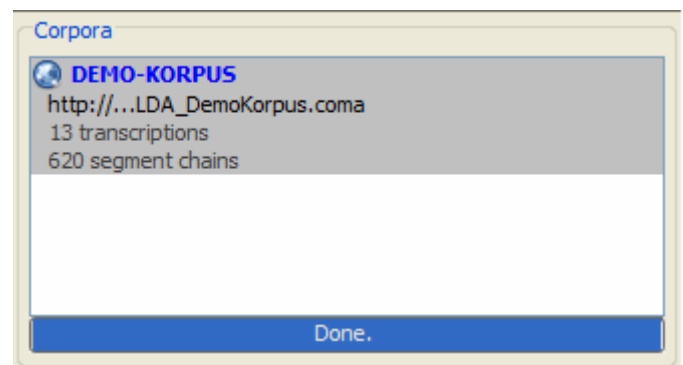 Corpora
DEMO-KORPUS
http://...LDA_DemoKorpus.coma
13 transcriptions
620 segment chains
Done.